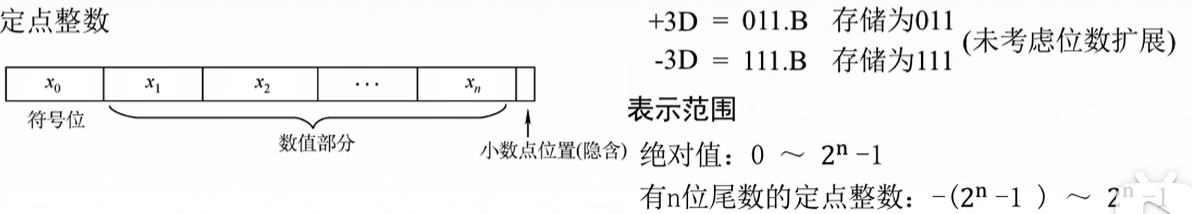 定点整数
x₀ x₁ x₂ ··· xₙ
符号位
数值部分
小数点位置(隐含)
+3D = 011.B 存储为011
-3D = 111.B 存储为111
(未考虑位数扩展)
表示范围
绝对值：0 ～ 2ⁿ -1
有n位尾数的定点整数：-(2ⁿ -1 ) ～ 2ⁿ -1